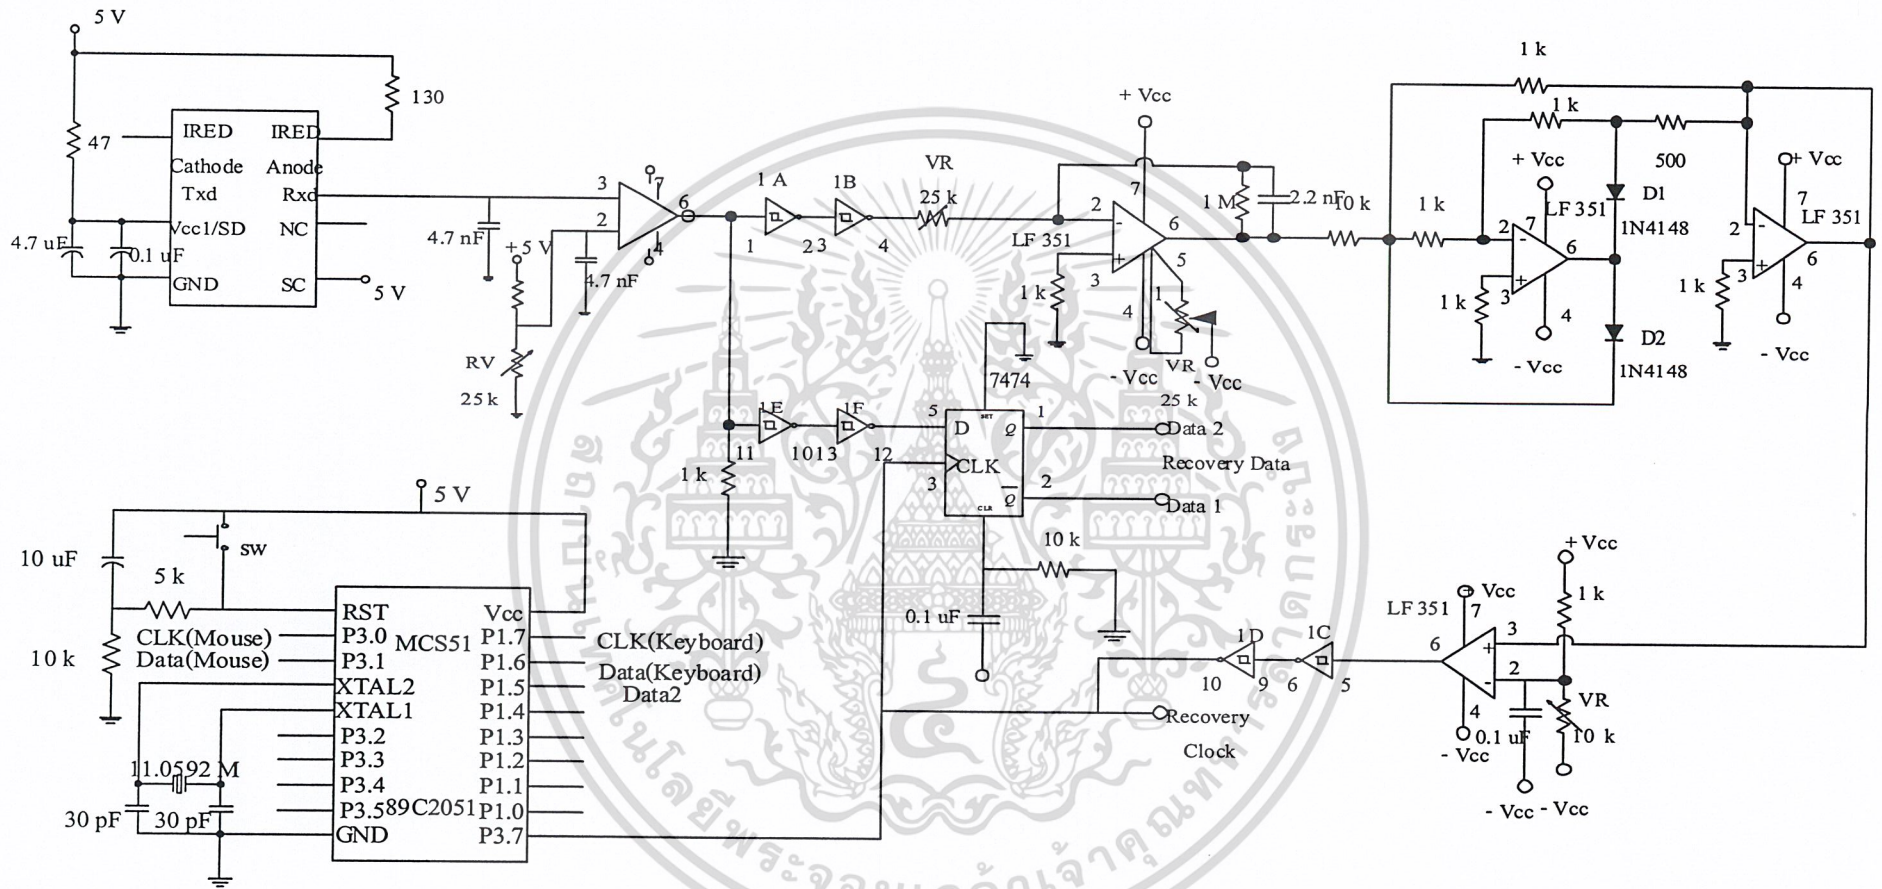 5 V
130
47
IRED
IRED
Cathode
Anode
Txd
Rxd
Vcc1/SD
NC
GND
SC
4.7 uF
0.1 uF
5 V
4.7 nF
+5 V
4.7 nF
RV
25 k
3
2
7
6
4
1 A
1B
1
2 3
4
VR
25 k
+ Vcc
7
2
-
LF 351
+
3
6
5
1
4
1 k
1 M
2.2 nF
10 k
- Vcc
VR
- Vcc
25 k
1 k
1 k
500
1 k
+ Vcc
LF 351
D1
1N4148
2
-
7
6
+
3
4
1 k
- Vcc
D2
1N4148
+ Vcc
7
LF 351
2
-
+
3
6
4
1 k
- Vcc
1E
1F
11
10 13
12
1 k
7474
5
D
SET
Q
1
CLK
3
CLR
Q
2
Data 2
Recovery Data
Data 1
10 k
0.1 uF
5 V
SW
10 uF
5 k
10 k
RST
Vcc
CLK(Mouse)
P3.0
MCS51
P1.7
CLK(Keyboard)
Data(Mouse)
P3.1
P1.6
Data(Keyboard)
XTAL2
P1.5
Data2
XTAL1
P1.4
P3.2
P1.3
P3.3
P1.2
P3.4
P1.1
P3.5
89C2051
P1.0
GND
P3.7
11.0592 M
30 pF
30 pF
1D
1C
10
9
6
5
Recovery
Clock
+ Vcc
1 k
LF 351
Vcc
7
6
3
+
2
-
4
- Vcc
0.1 uF
VR
10 k
- Vcc
- Vcc